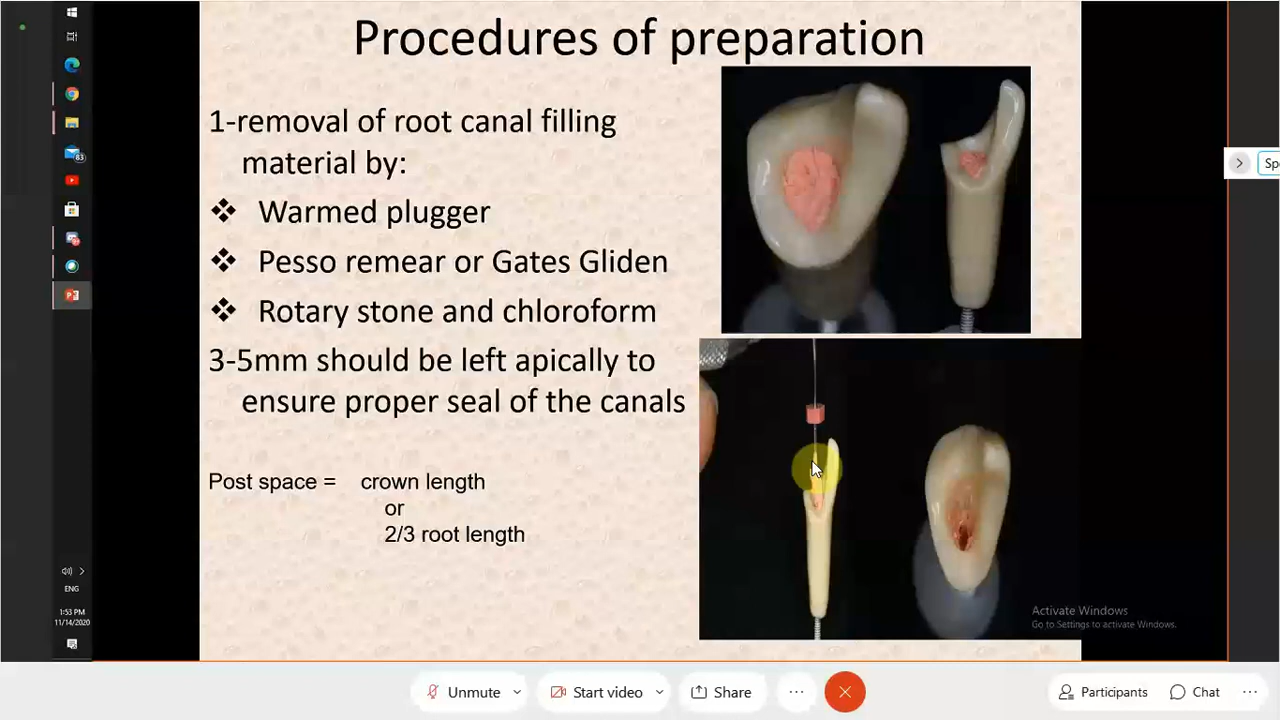 Procedures of preparation
1-removal of root canal filling
material by:
❖ Warmed plugger
❖ Pesso remear or Gates Gliden
❖ Rotary stone and chloroform
3-5mm should be left apically to
ensure proper seal of the canals
Post space = crown length
or
2/3 root length
83
Spe
ENG
1:53 PM
11/14/2020
Activate Windows
Go to Settings to activate Windows.
Unmute
Start video
Share
Participants
Chat